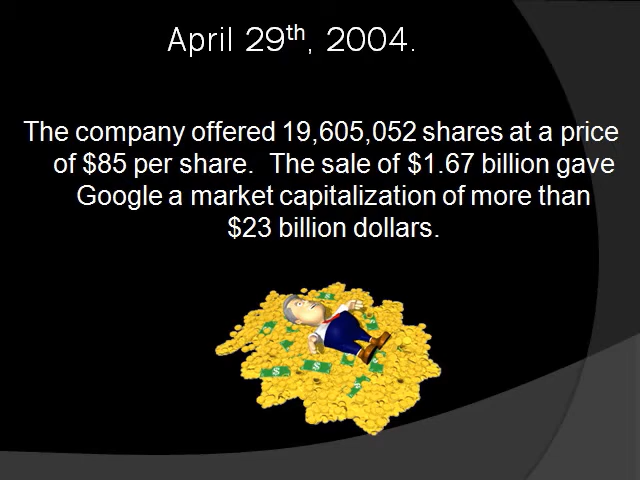 April 29th, 2004.
The company offered 19,605,052 shares at a price
of $85 per share.  The sale of $1.67 billion gave
Google a market capitalization of more than
$23 billion dollars.
$
$
$
$
$